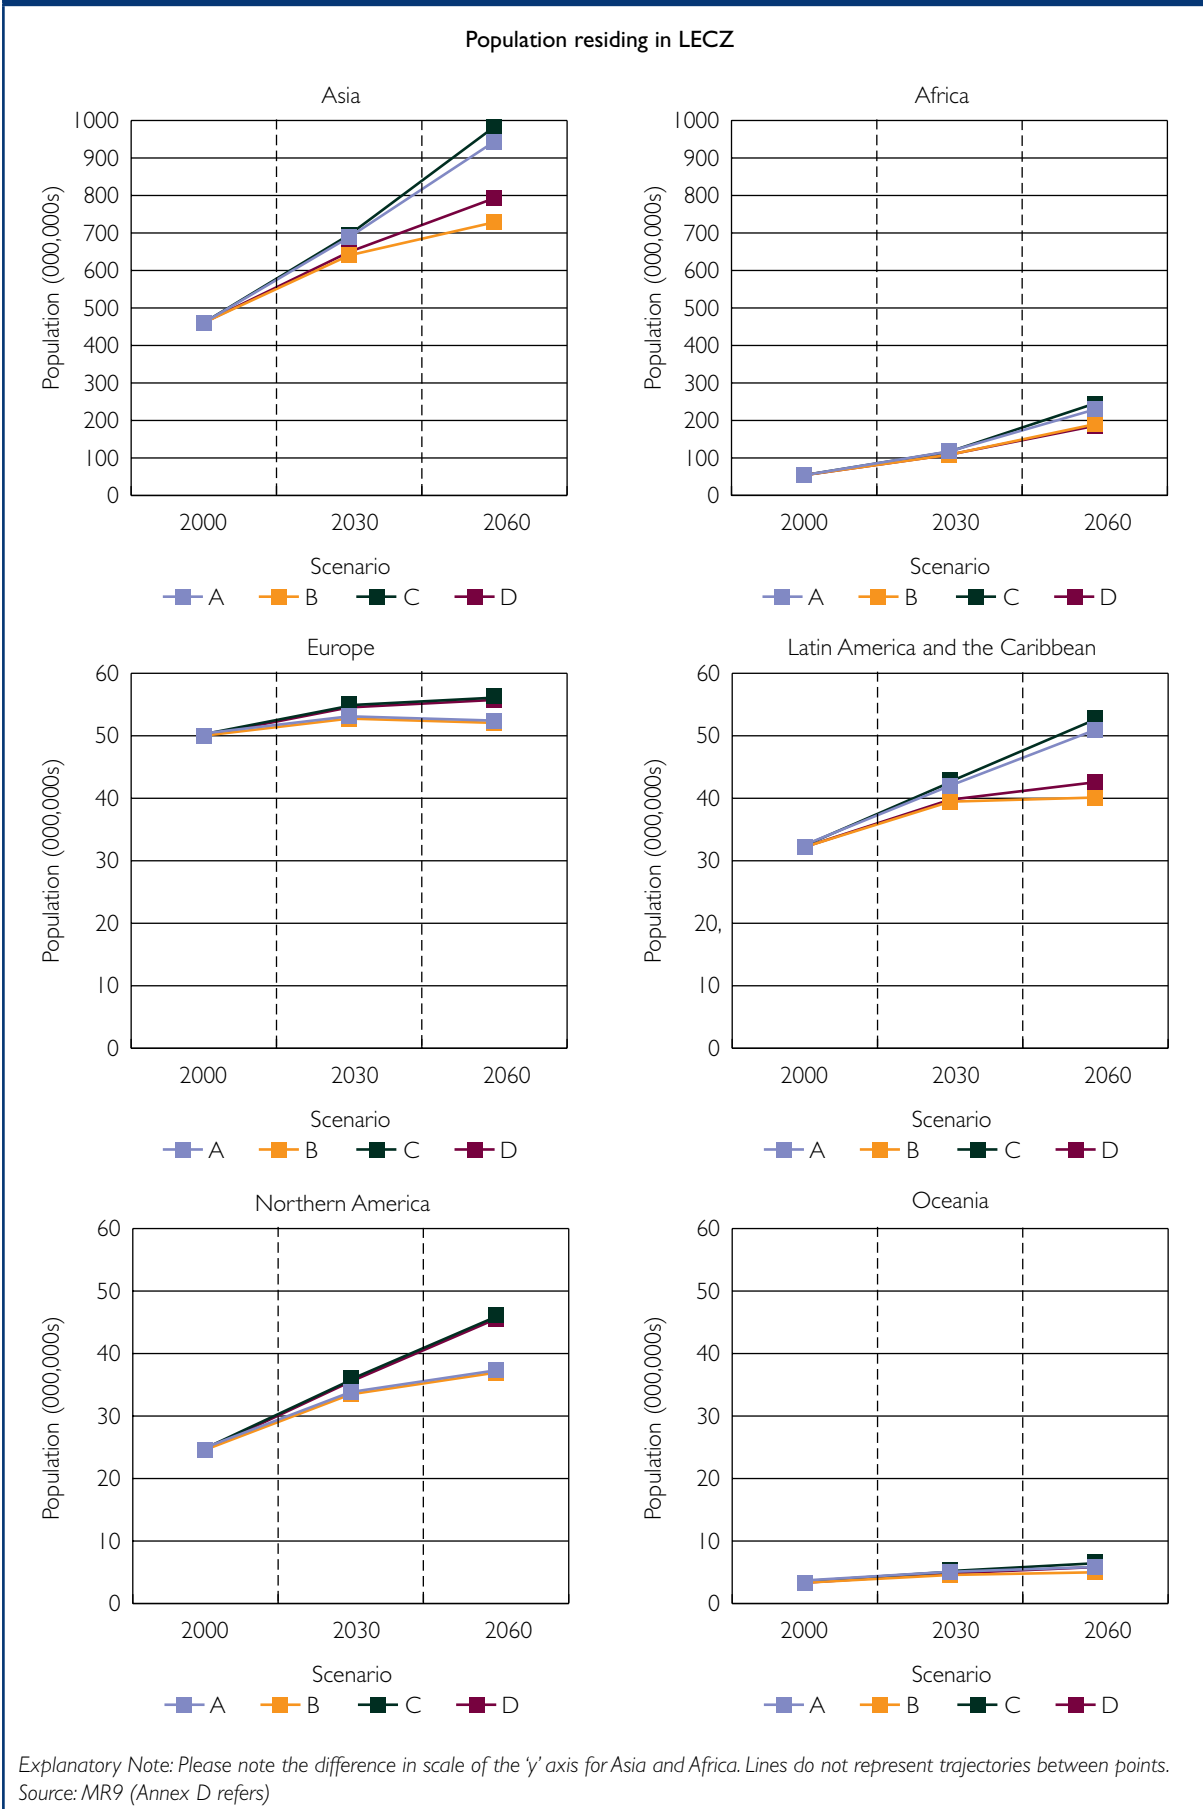 Population residing in LECZ
Asia
Population (000,000s)
1000
900
800
700
600
500
400
300
200
100
0
2000 2030 2060
Scenario
A B C D
Africa
Population (000,000s)
1000
900
800
700
600
500
400
300
200
100
0
2000 2030 2060
Scenario
A B C D
Europe
Population (000,000s)
60
50
40
30
20
10
0
2000 2030 2060
Scenario
A B C D
Latin America and the Caribbean
Population (000,000s)
60
50
40
30
20,
10
0
2000 2030 2060
Scenario
A B C D
Northern America
Population (000,000s)
60
50
40
30
20
10
0
2000 2030 2060
Scenario
A B C D
Oceania
Population (000,000s)
60
50
40
30
20
10
0
2000 2030 2060
Scenario
A B C D
Explanatory Note: Please note the difference in scale of the ‘y’ axis for Asia and Africa. Lines do not represent trajectories between points.
Source: MR9 (Annex D refers)